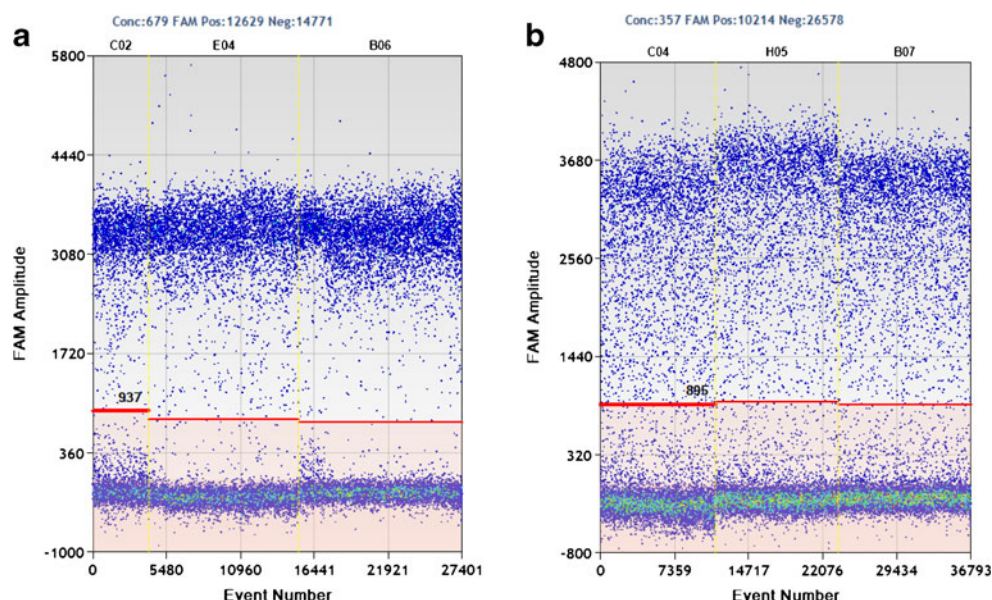 Conc:679 FAM Pos:12629 Neg:14771
a
C02 E04 B06
5800
4440
3080
1720
360
-1000
FAM Amplitude
937
0 5480 10960 16441 21921 27401
Event Number
Conc:357 FAM Pos:10214 Neg:26578
b
C04 H05 B07
4800
3680
2560
1440
320
-800
FAM Amplitude
895
0 7359 14717 22076 29434 36793
Event Number